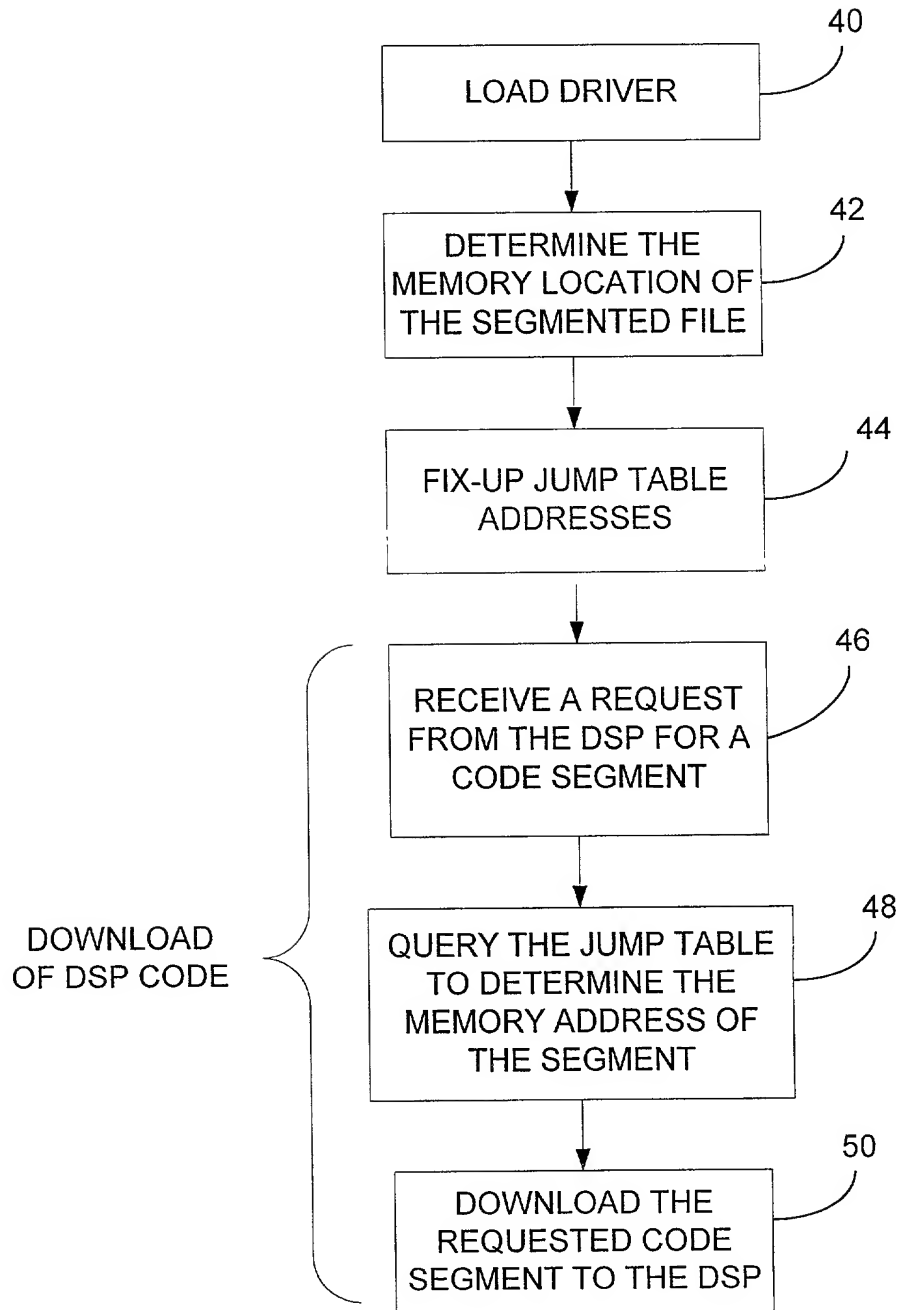 40
LOAD DRIVER
42
DETERMINE THE
MEMORY LOCATION OF
THE SEGMENTED FILE
44
FIX-UP JUMP TABLE
ADDRESSES
46
RECEIVE A REQUEST
FROM THE DSP FOR A
CODE SEGMENT
DOWNLOAD
OF DSP CODE
48
QUERY THE JUMP TABLE
TO DETERMINE THE
MEMORY ADDRESS OF
THE SEGMENT
50
DOWNLOAD THE
REQUESTED CODE
SEGMENT TO THE DSP